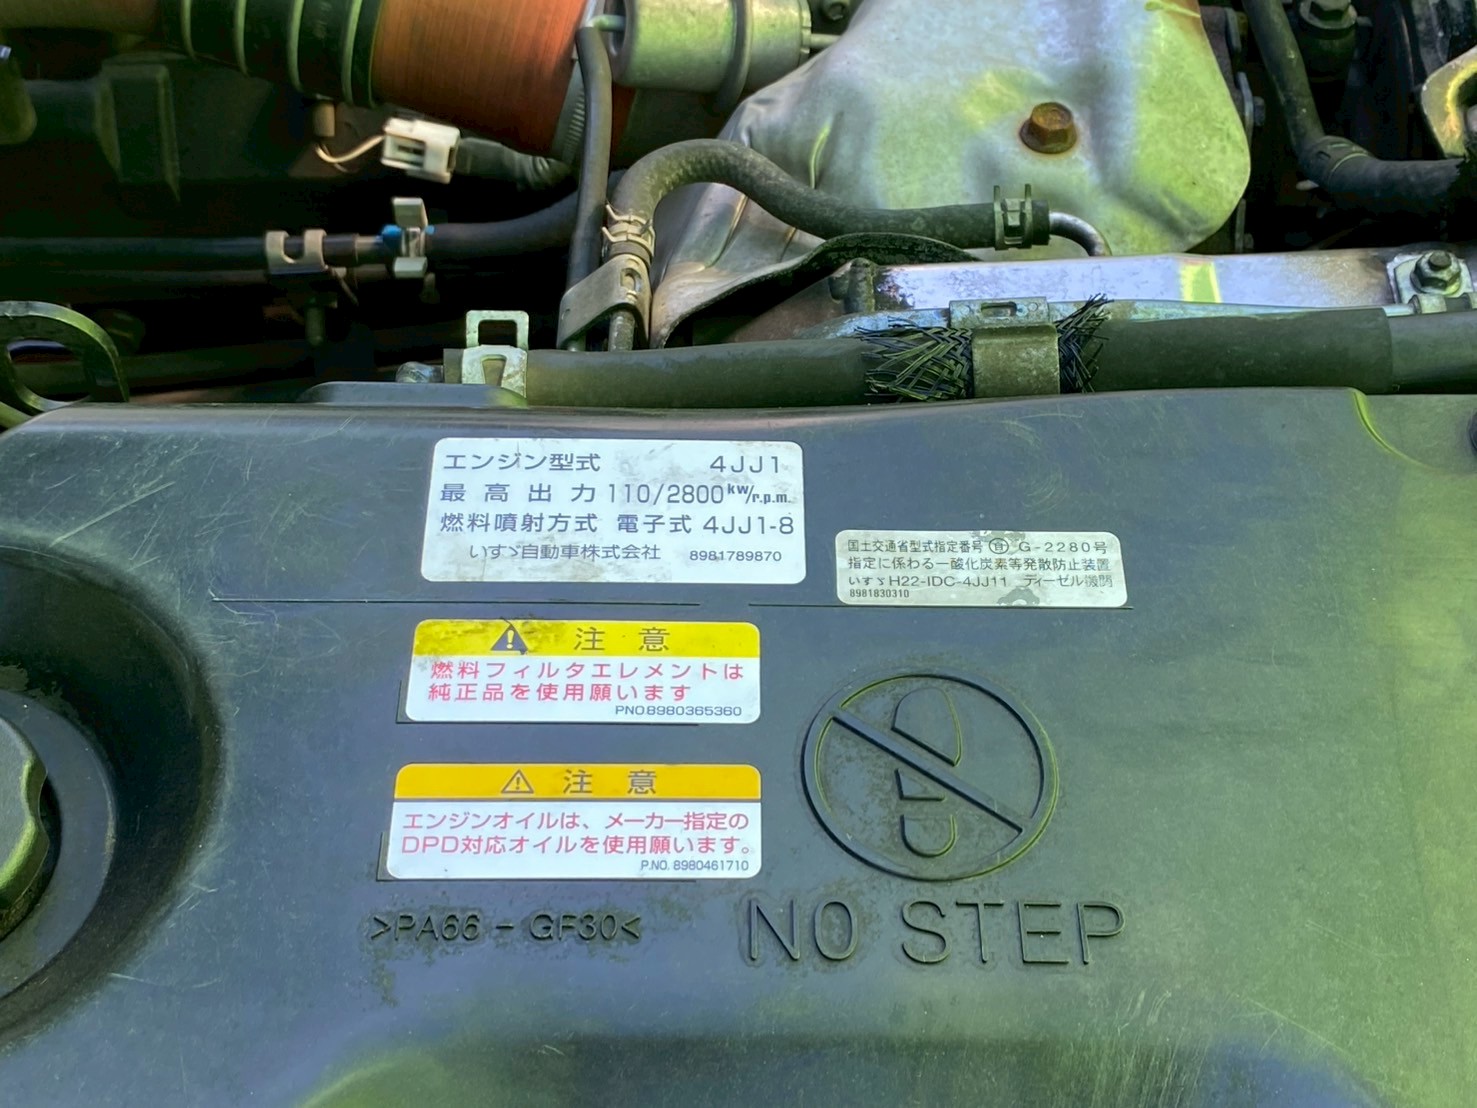 エンジン型式 4JJ1
最高出力 110/2800kW/r.p.m.
燃料噴射方式 電子式 4JJ1-8
いすゞ自動車株式会社 8981789870
国土交通省型式指定番号 G-2280号
指定に係わる一酸化炭素等発散防止装置
いすゞH22-IDC-4JJ11 ディーゼル機関
8981830310
注意
燃料フィルタエレメントは
純正品を使用願います
PNO8980365360
注意
エンジンオイルは、メーカー指定の
DPD対応オイルを使用願います。
P.NO. 8980461710
>PA66 - GF30<
NO STEP